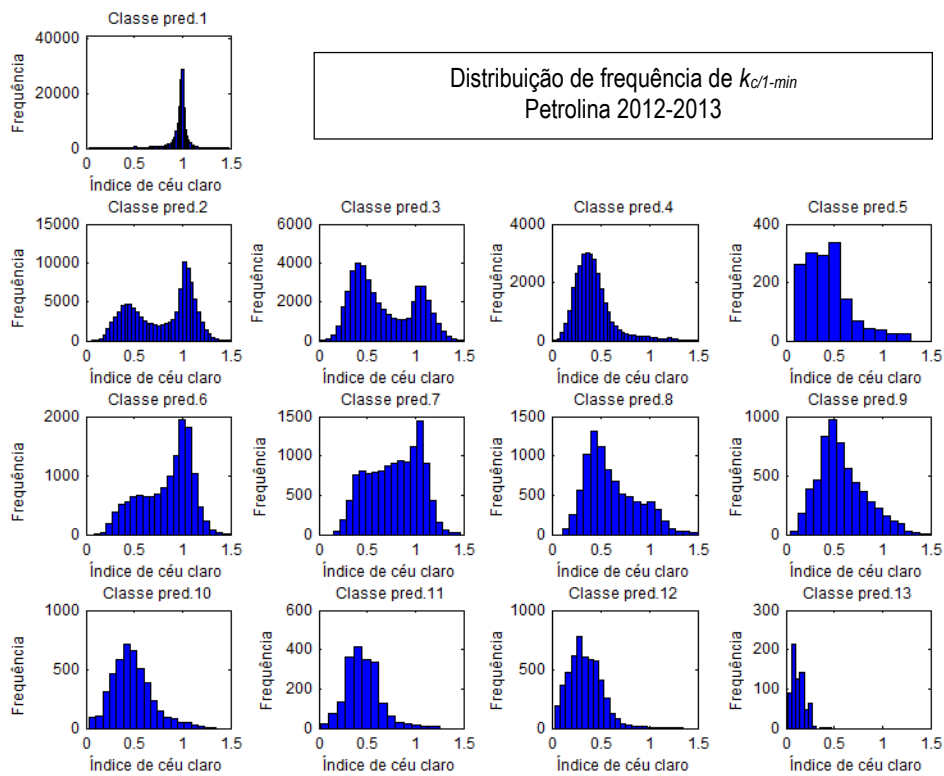 Classe pred.1
40000
20000
0
Frequência
0 0.5 1 1.5
Índice de céu claro
Distribuição de frequência de kc/1-min
Petrolina 2012-2013
Classe pred.2
15000
10000
5000
0
Frequência
0 0.5 1 1.5
Índice de céu claro
Classe pred.3
6000
4000
2000
0
Frequência
0 0.5 1 1.5
Índice de céu claro
Classe pred.4
4000
3000
2000
1000
0
Frequência
0 0.5 1 1.5
Índice de céu claro
Classe pred.5
400
200
0
Frequência
0 0.5 1 1.5
Índice de céu claro
Classe pred.6
2000
1000
0
Frequência
0 0.5 1 1.5
Índice de céu claro
Classe pred.7
1500
1000
500
0
Frequência
0 0.5 1 1.5
Índice de céu claro
Classe pred.8
1500
1000
500
0
Frequência
0 0.5 1 1.5
Índice de céu claro
Classe pred.9
1000
500
0
Frequência
0 0.5 1 1.5
Índice de céu claro
Classe pred.10
1000
500
0
Frequência
0 0.5 1 1.5
Índice de céu claro
Classe pred.11
600
400
200
0
Frequência
0 0.5 1 1.5
Índice de céu claro
Classe pred.12
1000
500
0
Frequência
0 0.5 1 1.5
Índice de céu claro
Classe pred.13
300
200
100
0
Frequência
0 0.5 1 1.5
Índice de céu claro